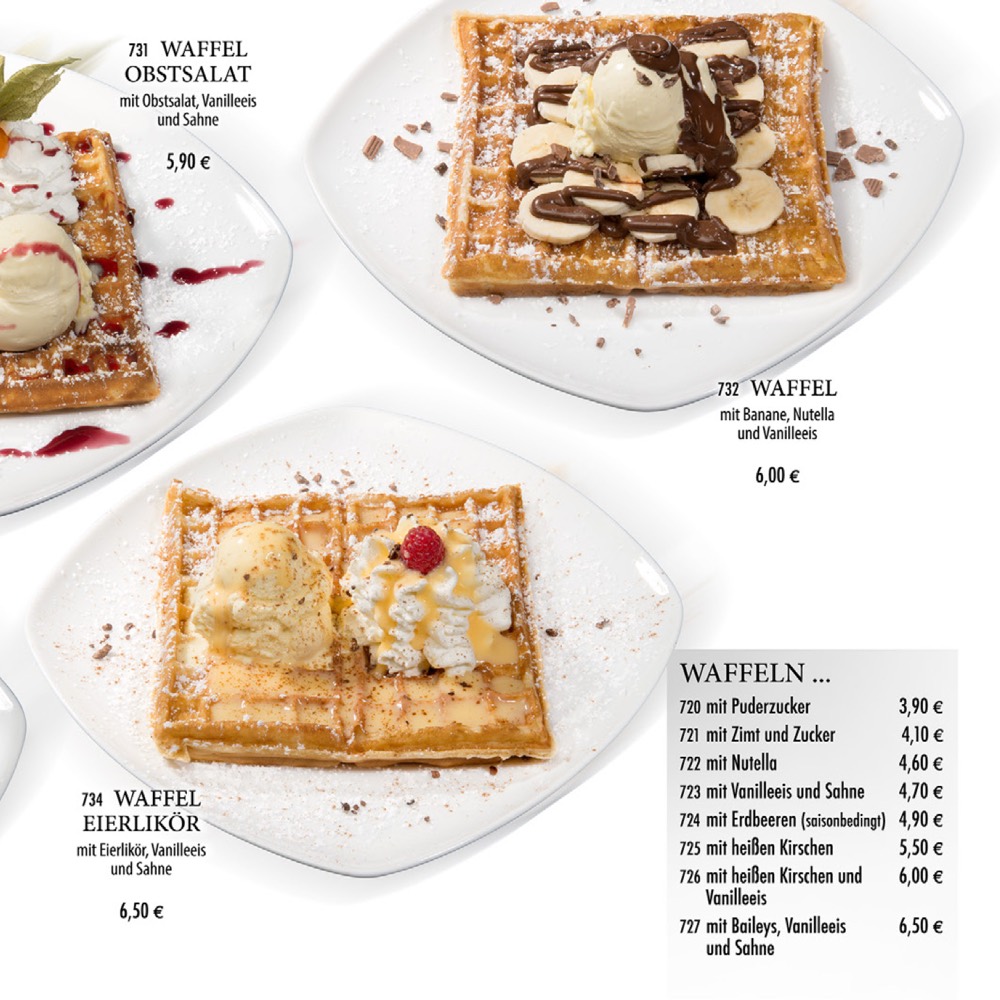 731 WAFFEL
OBSTSALAT
mit Obstsalat, Vanilleeis
und Sahne
5,90 €
732 WAFFEL
mit Banane, Nutella
und Vanilleeis
6,00 €
734 WAFFEL
EIERLIKÖR
mit Eierlikör, Vanilleeis
und Sahne
6,50 €
WAFFELN ...
720 mit Puderzucker 3,90 €
721 mit Zimt und Zucker 4,10 €
722 mit Nutella 4,60 €
723 mit Vanilleeis und Sahne 4,70 €
724 mit Erdbeeren (saisonbedingt) 4,90 €
725 mit heißen Kirschen 5,50 €
726 mit heißen Kirschen und 6,00 €
Vanilleeis
727 mit Baileys, Vanilleeis 6,50 €
und Sahne